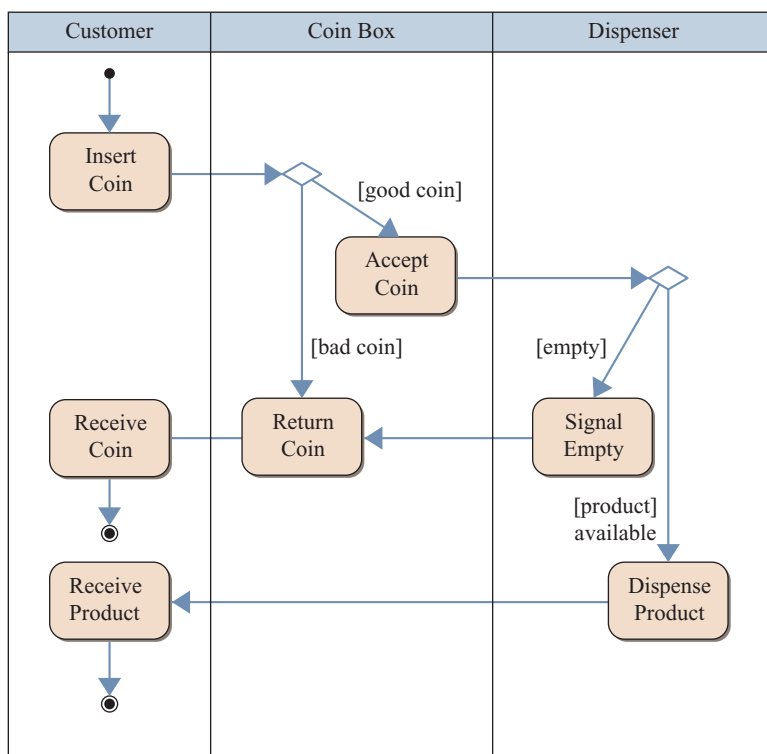 Customer
Coin Box
Dispenser
Insert
Coin
[good coin]
Accept
Coin
[bad coin]
[empty]
Receive
Coin
Return
Coin
Signal
Empty
[product]
available
Receive
Product
Dispense
Product